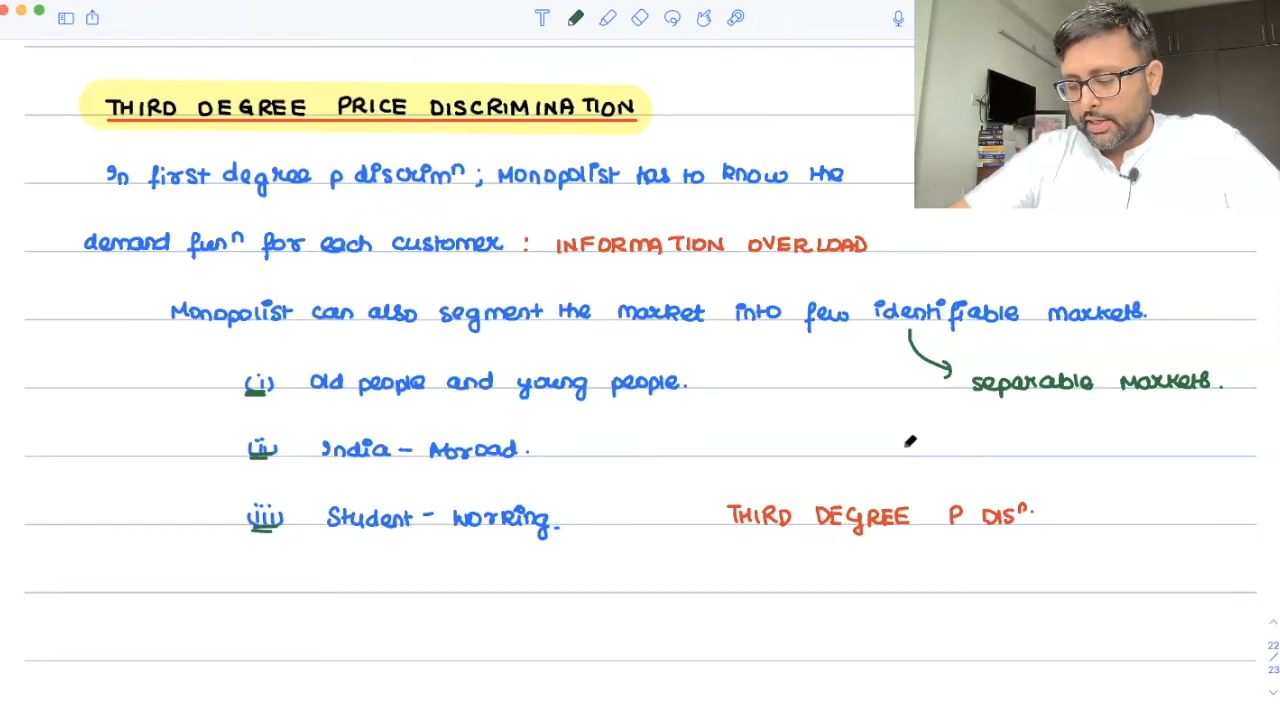 THIRD DEGREE PRICE DISCRIMINATION
In first degree p discrimⁿ ; Monopolist has to know the
demand funⁿ for each customer : INFORMATION OVERLOAD
Monopolist can also segment the market into few identifiable markets.
(i) Old people and young people.
separable markets.
(ii) India - Abroad.
(iii) Student - Working.
THIRD DEGREE P DISⁿ.
22
/
23